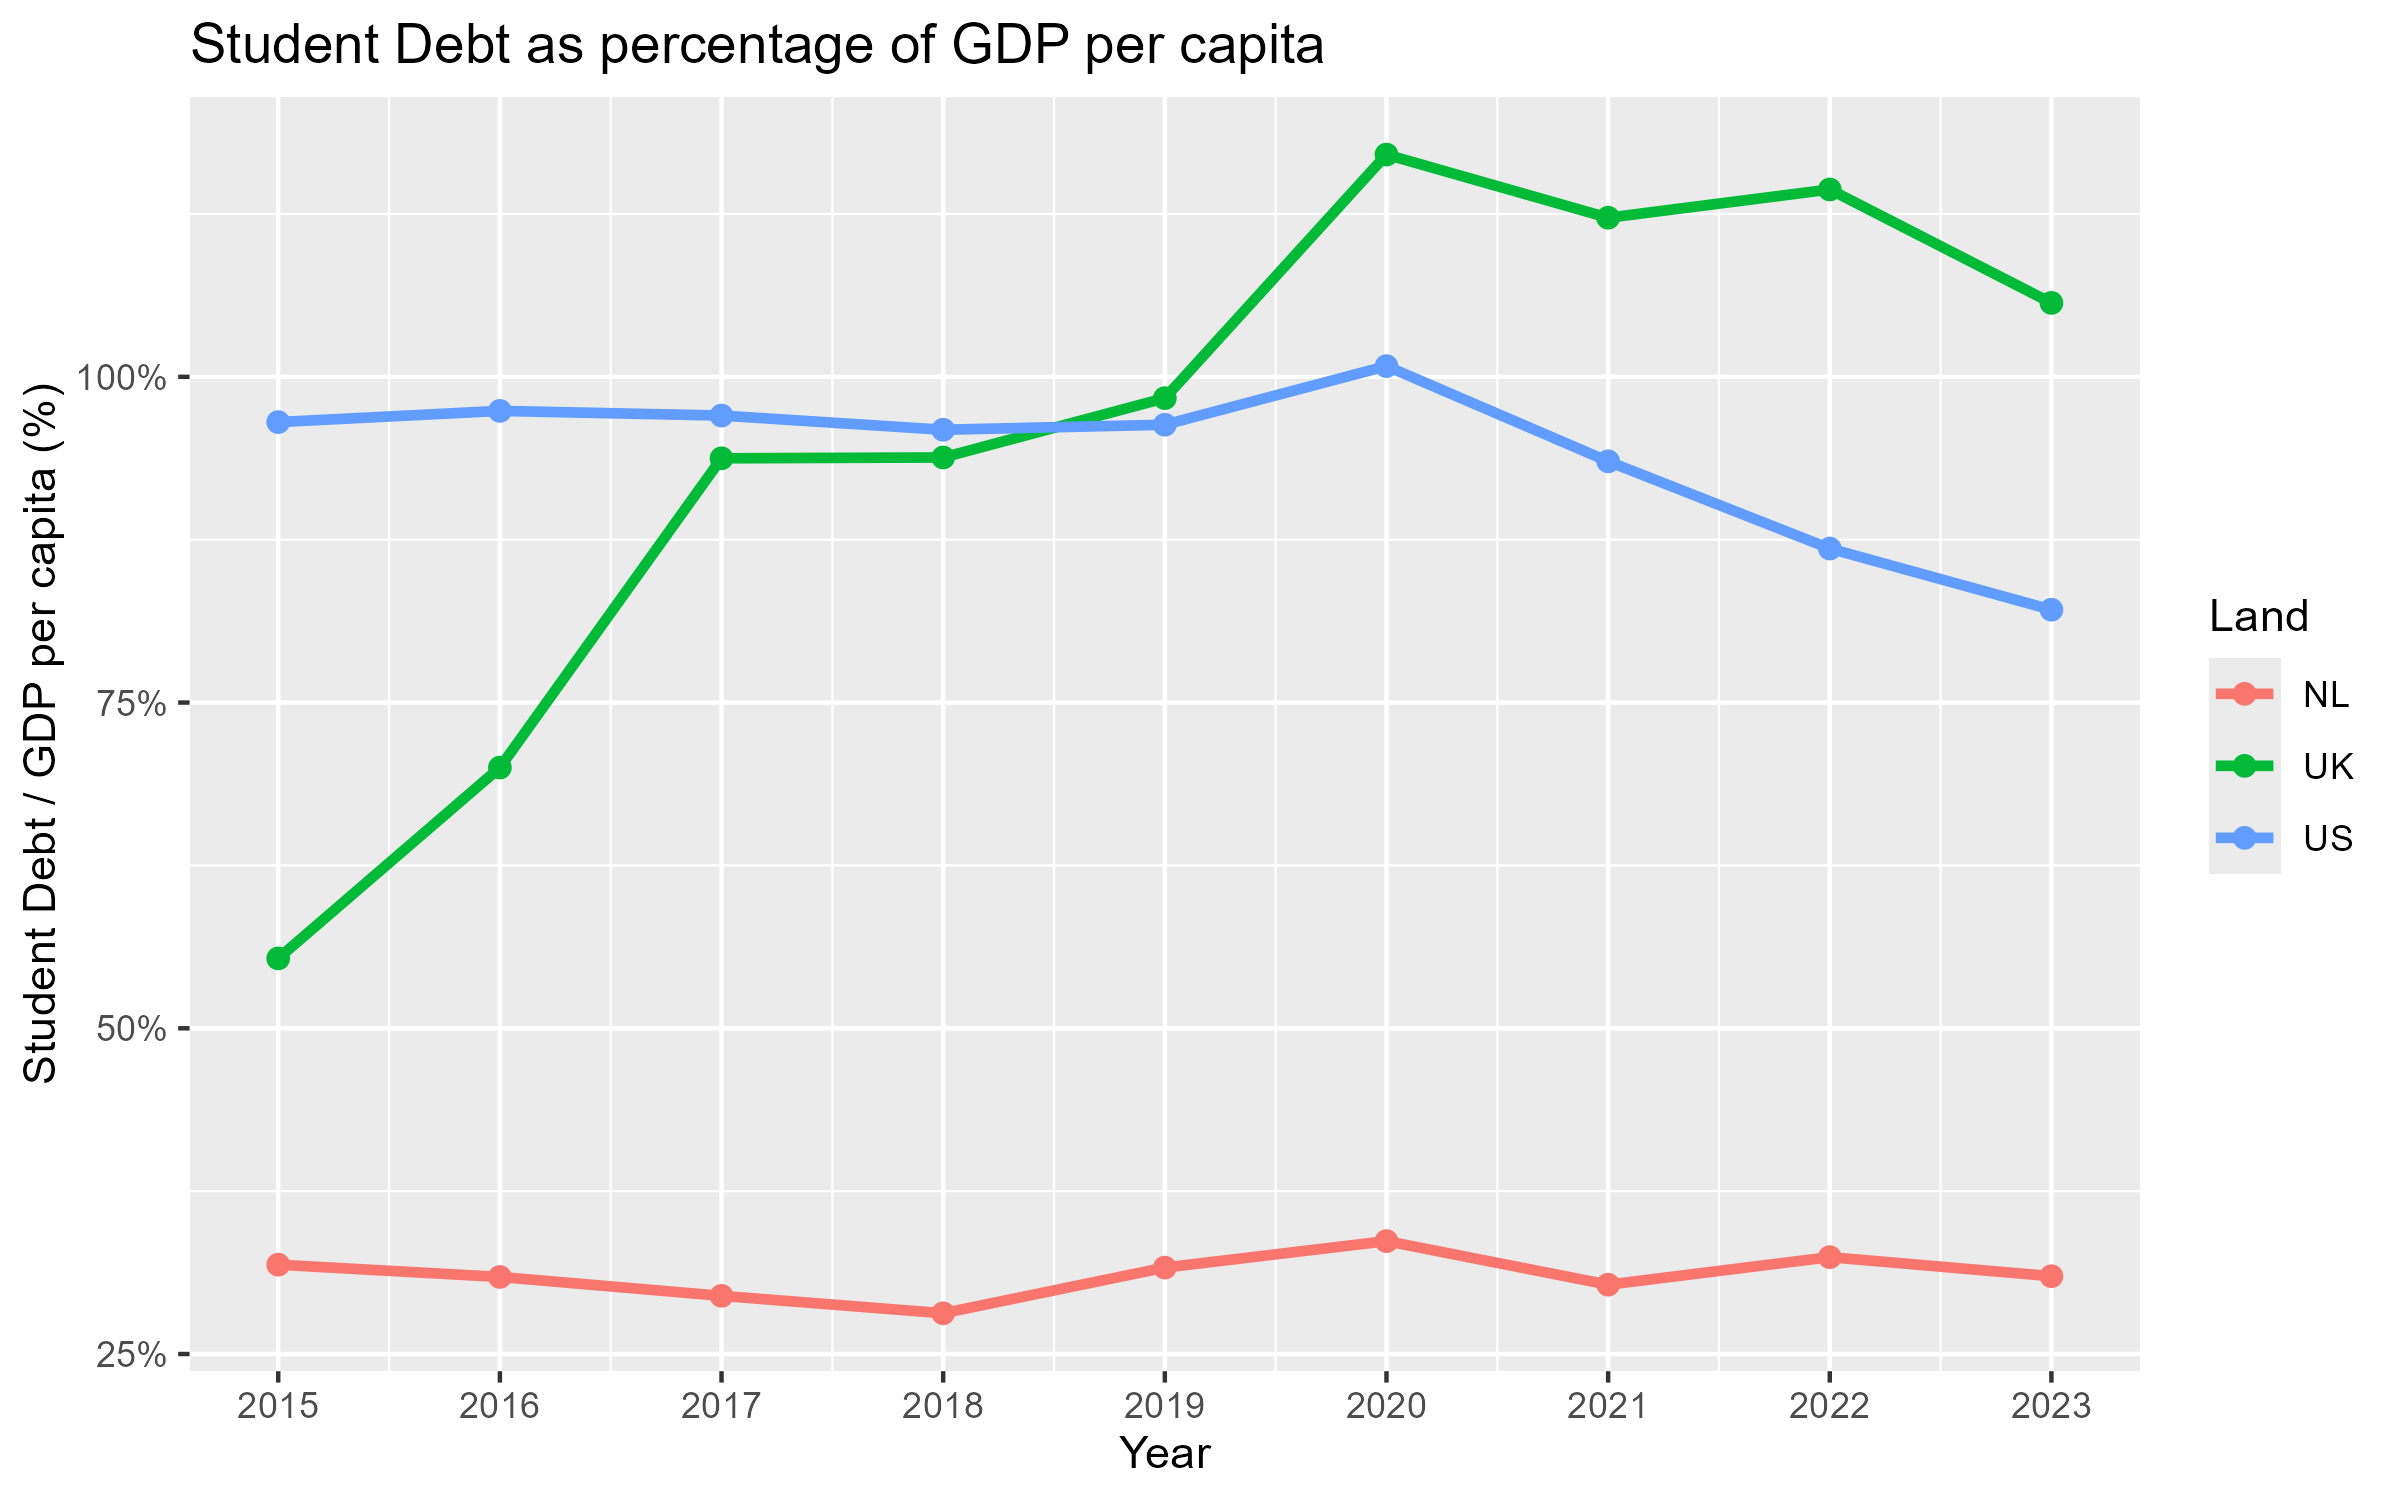 Student Debt as percentage of GDP per capita
Student Debt / GDP per capita (%)
100%
75%
50%
25%
2015 2016 2017 2018 2019 2020 2021 2022 2023
Year
Land
NL
UK
US